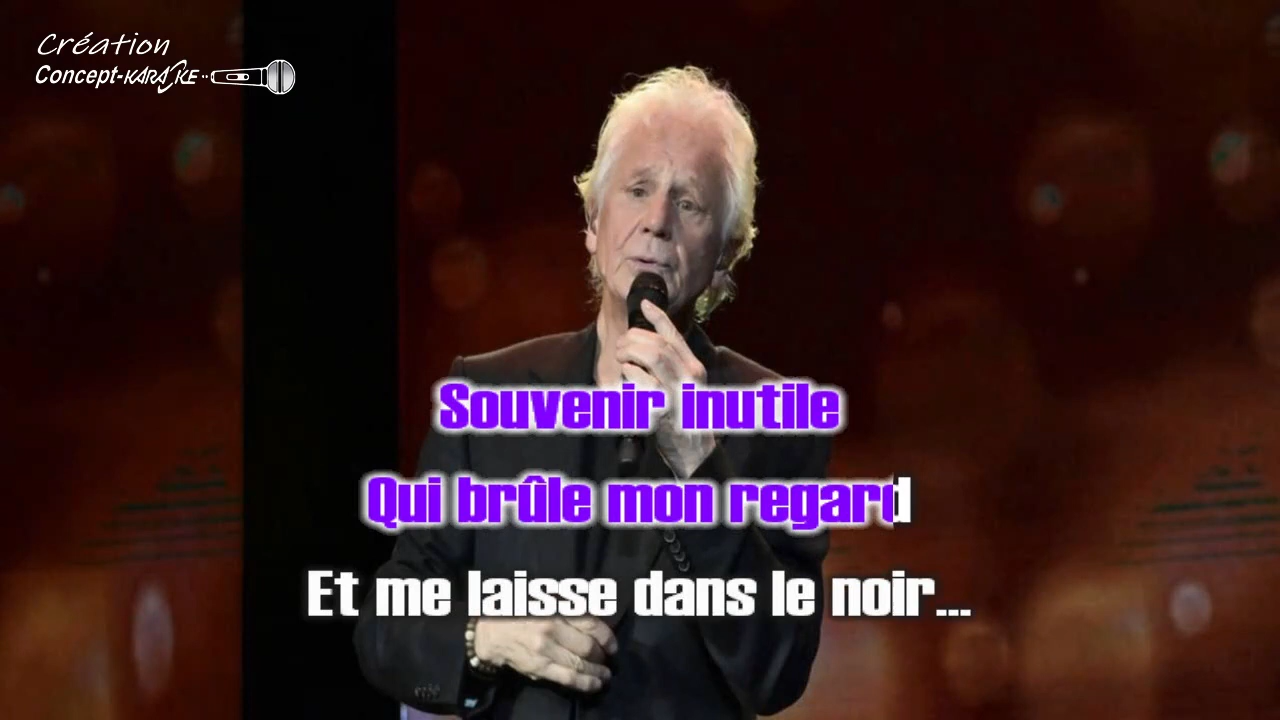 Création
Concept-KARAOKE
Souvenir inutile
Qui brûle mon regard
Et me laisse dans le noir...